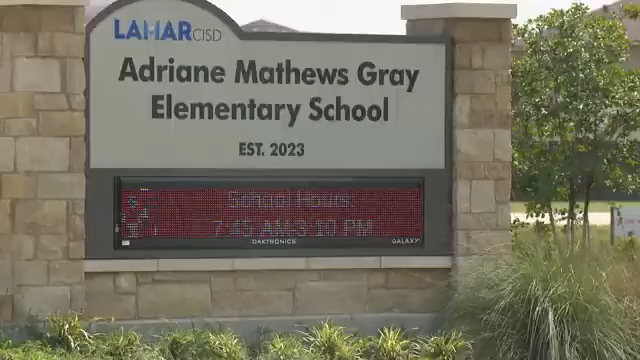 LAMAR CISD
Adriane Mathews Gray
Elementary School
EST. 2023
School Hours:
7:45 AM-3:10 PM
DAKTRONICS GALAXY